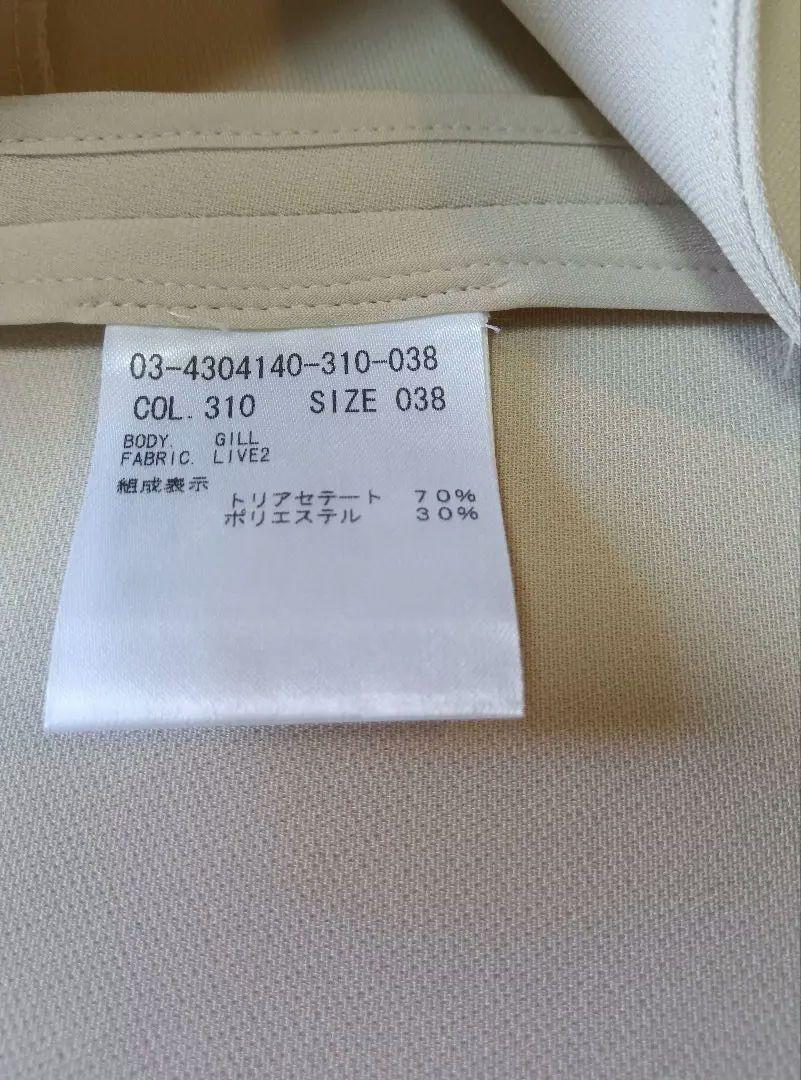 03-4304140-310-038
COL. 310 SIZE 038
BODY. GILL
FABRIC. LIVE2
組成表示
トリアセテート 70%
ポリエステル 30%